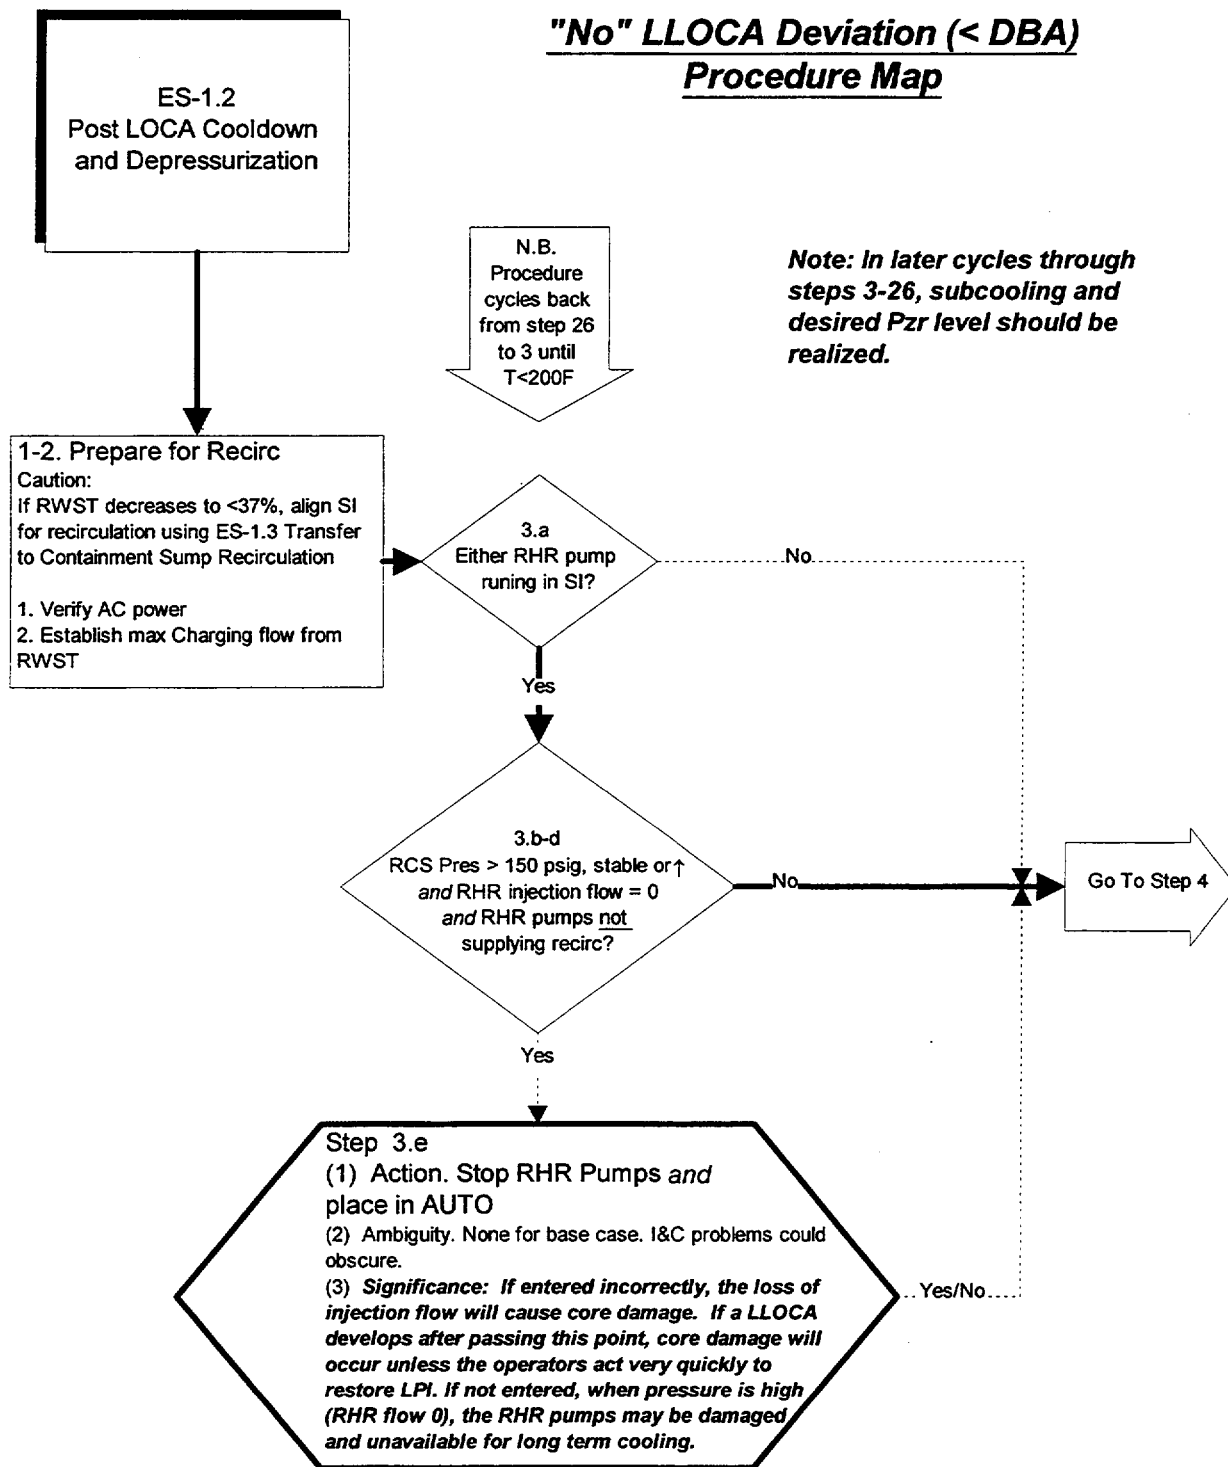 "No" LLOCA Deviation (< DBA)
Procedure Map
ES-1.2
Post LOCA Cooldown
and Depressurization
N.B.
Procedure
cycles back
from step 26
to 3 until
T<200F
Note: In later cycles through
steps 3-26, subcooling and
desired Pzr level should be
realized.
1-2. Prepare for Recirc
Caution:
If RWST decreases to <37%, align SI
for recirculation using ES-1.3 Transfer
to Containment Sump Recirculation
1. Verify AC power
2. Establish max Charging flow from
RWST
3.a
Either RHR pump
runing in SI?
No
Yes
3.b-d
RCS Pres > 150 psig, stable or↑
and RHR injection flow = 0
and RHR pumps not
supplying recirc?
No
Go To Step 4
Yes
Step 3.e
(1) Action. Stop RHR Pumps and
place in AUTO
(2) Ambiguity. None for base case. I&C problems could
obscure.
(3) Significance: If entered incorrectly, the loss of
injection flow will cause core damage. If a LLOCA
develops after passing this point, core damage will
occur unless the operators act very quickly to
restore LPI. If not entered, when pressure is high
(RHR flow 0), the RHR pumps may be damaged
and unavailable for long term cooling.
Yes/No